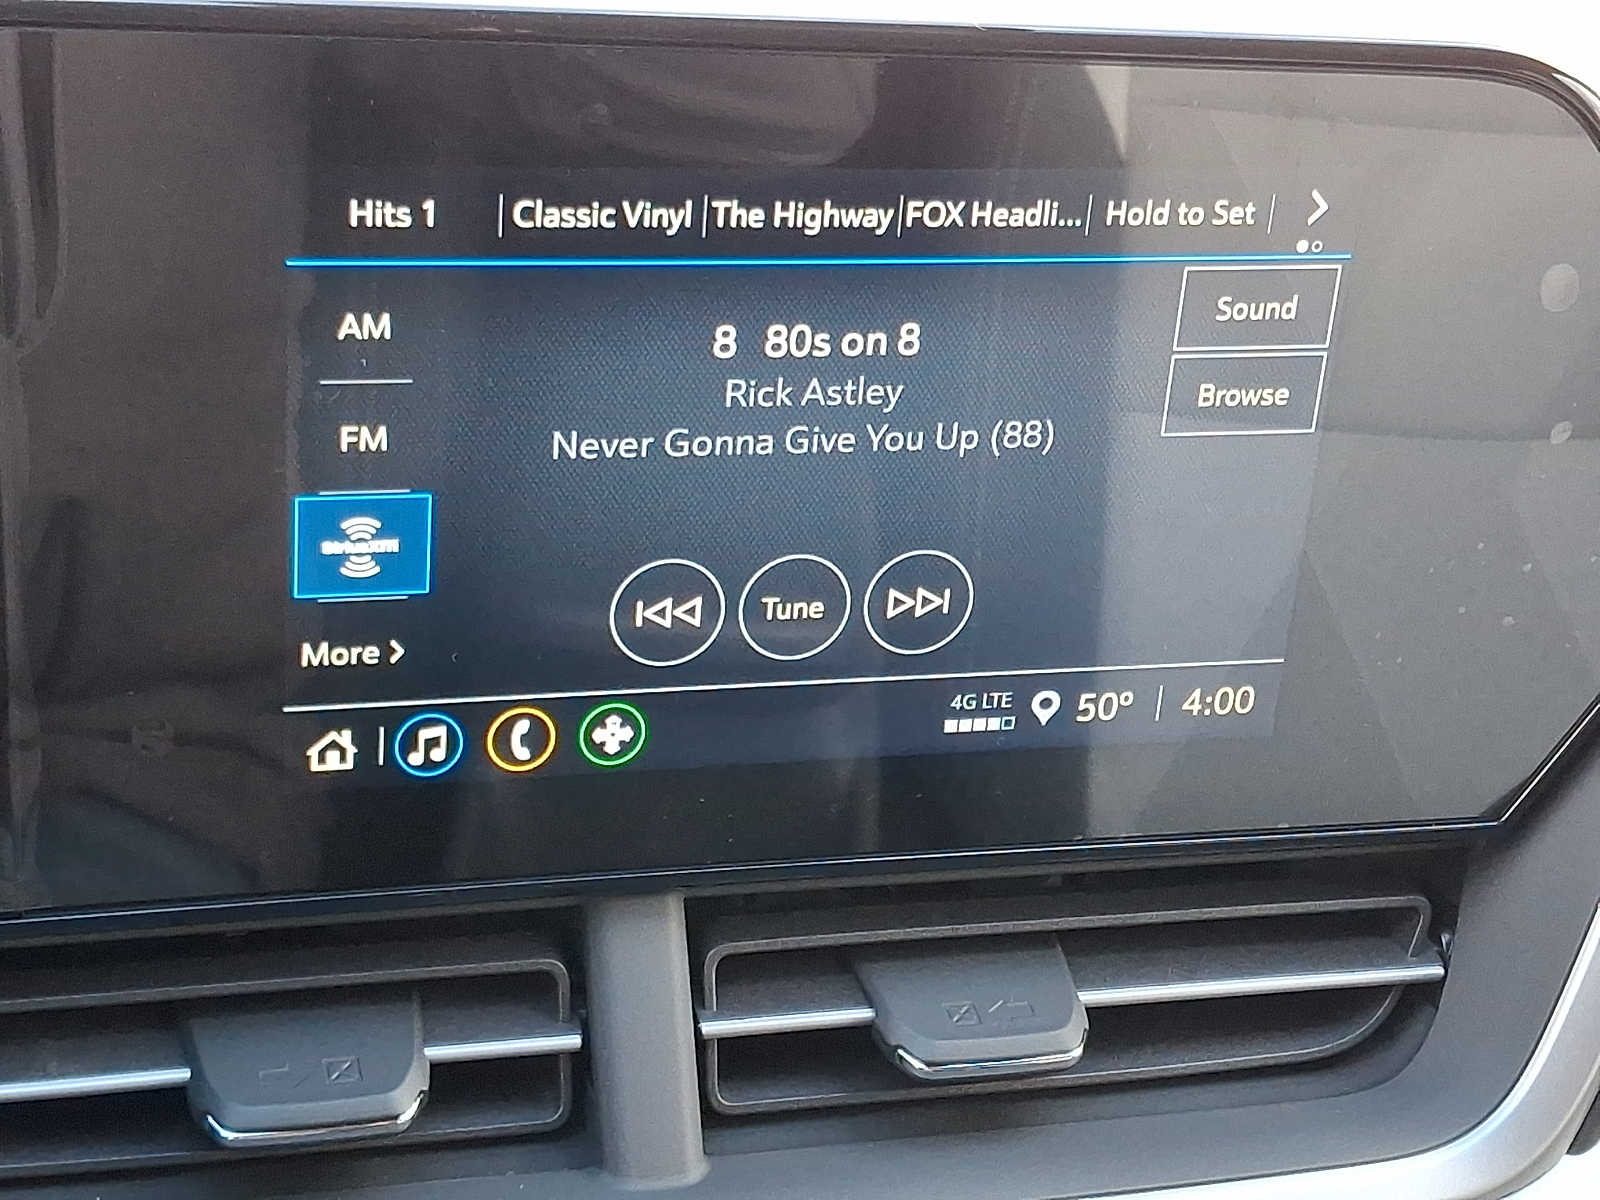 Hits 1 | Classic Vinyl | The Highway | FOX Headli... | Hold to Set
Sound
AM
8 80s on 8
Rick Astley
Browse
FM
Never Gonna Give You Up (88)
SiriusXM
Tune
More >
4G LTE
50° | 4:00